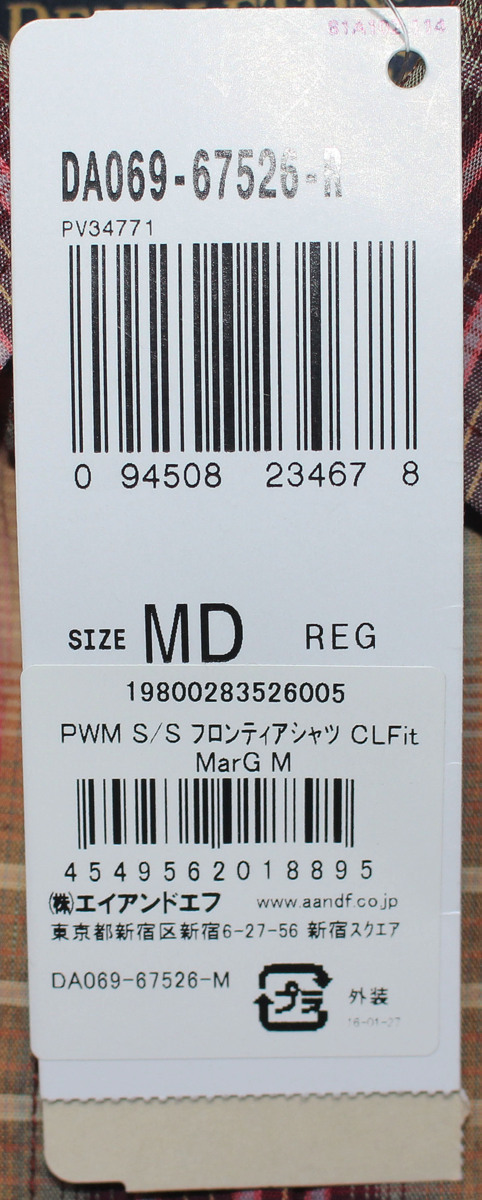 DA069-67526-R
PV34771
0 94508 23467 8
SIZE MD REG
19800283526005
PWM S/S フロンティアシャツ CLFit
MarG M
4549562018895
㈱エイアンドエフ www.aandf.co.jp
東京都新宿区新宿6-27-56 新宿スクエア
DA069-67526-M
プラ 外装
16-01-27